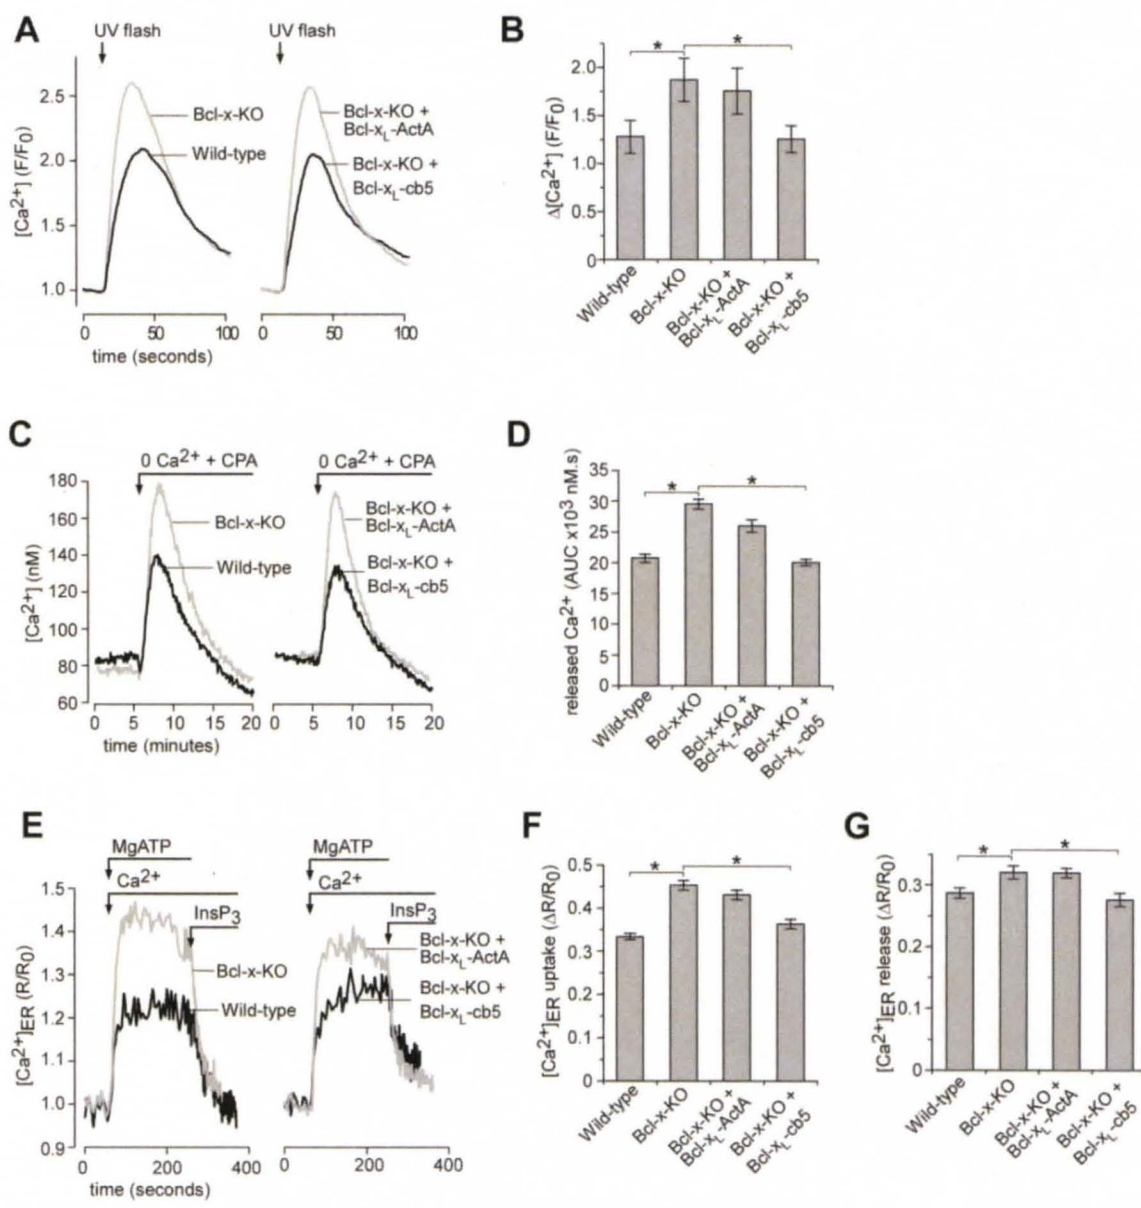 A
UV flash
UV flash
[Ca2+] (F/F0)
2.5
2.0
1.5
1.0
Bcl-x-KO
Wild-type
Bcl-x-KO +
Bcl-xL-ActA
Bcl-x-KO +
Bcl-xL-cb5
0
50
100
0
50
100
time (seconds)
B
Δ[Ca2+] (F/F0)
2.0
1.5
1.0
0.5
0
*
*
Wild-type
Bcl-x-KO
Bcl-x-KO +
Bcl-xL-ActA
Bcl-x-KO +
Bcl-xL-cb5
C
0 Ca2+ + CPA
0 Ca2+ + CPA
[Ca2+] (nM)
180
160
140
120
100
80
60
Bcl-x-KO
Wild-type
Bcl-x-KO +
Bcl-xL-ActA
Bcl-x-KO +
Bcl-xL-cb5
0
5
10
15
20
0
5
10
15
20
time (minutes)
D
released Ca2+ (AUC x103 nM.s)
35
30
25
20
15
10
5
0
*
*
Wild-type
Bcl-x-KO
Bcl-x-KO +
Bcl-xL-ActA
Bcl-x-KO +
Bcl-xL-cb5
E
MgATP
Ca2+
InsP3
MgATP
Ca2+
InsP3
[Ca2+]ER (R/R0)
1.5
1.4
1.3
1.2
1.1
1.0
0.9
Bcl-x-KO
Wild-type
Bcl-x-KO +
Bcl-xL-ActA
Bcl-x-KO +
Bcl-xL-cb5
0
200
400
0
200
400
time (seconds)
F
[Ca2+]ER uptake (ΔR/R0)
0.5
0.4
0.3
0.2
0.1
0
*
*
Wild-type
Bcl-x-KO
Bcl-x-KO +
Bcl-xL-ActA
Bcl-x-KO +
Bcl-xL-cb5
G
[Ca2+]ER release (ΔR/R0)
0.3
0.2
0.1
0
*
*
Wild-type
Bcl-x-KO
Bcl-x-KO +
Bcl-xL-ActA
Bcl-x-KO +
Bcl-xL-cb5